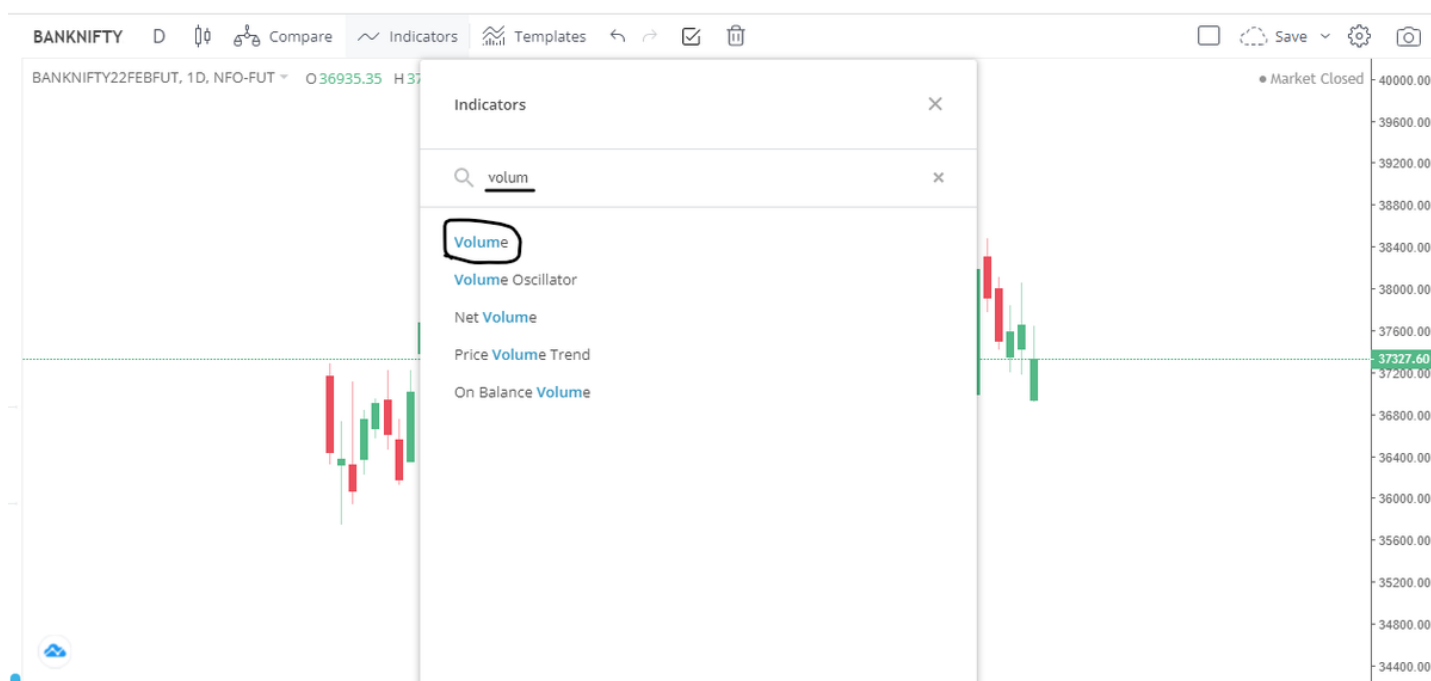 BANKNIFTY D Compare Indicators Templates Save
BANKNIFTY22FEBFUT, 1D, NFO-FUT O36935.35 H37
Market Closed
Indicators
volum
Volume
Volume Oscillator
Net Volume
Price Volume Trend
On Balance Volume
40000.00
39600.00
39200.00
38800.00
38400.00
38000.00
37600.00
37327.60
37200.00
36800.00
36400.00
36000.00
35600.00
35200.00
34800.00
34400.00